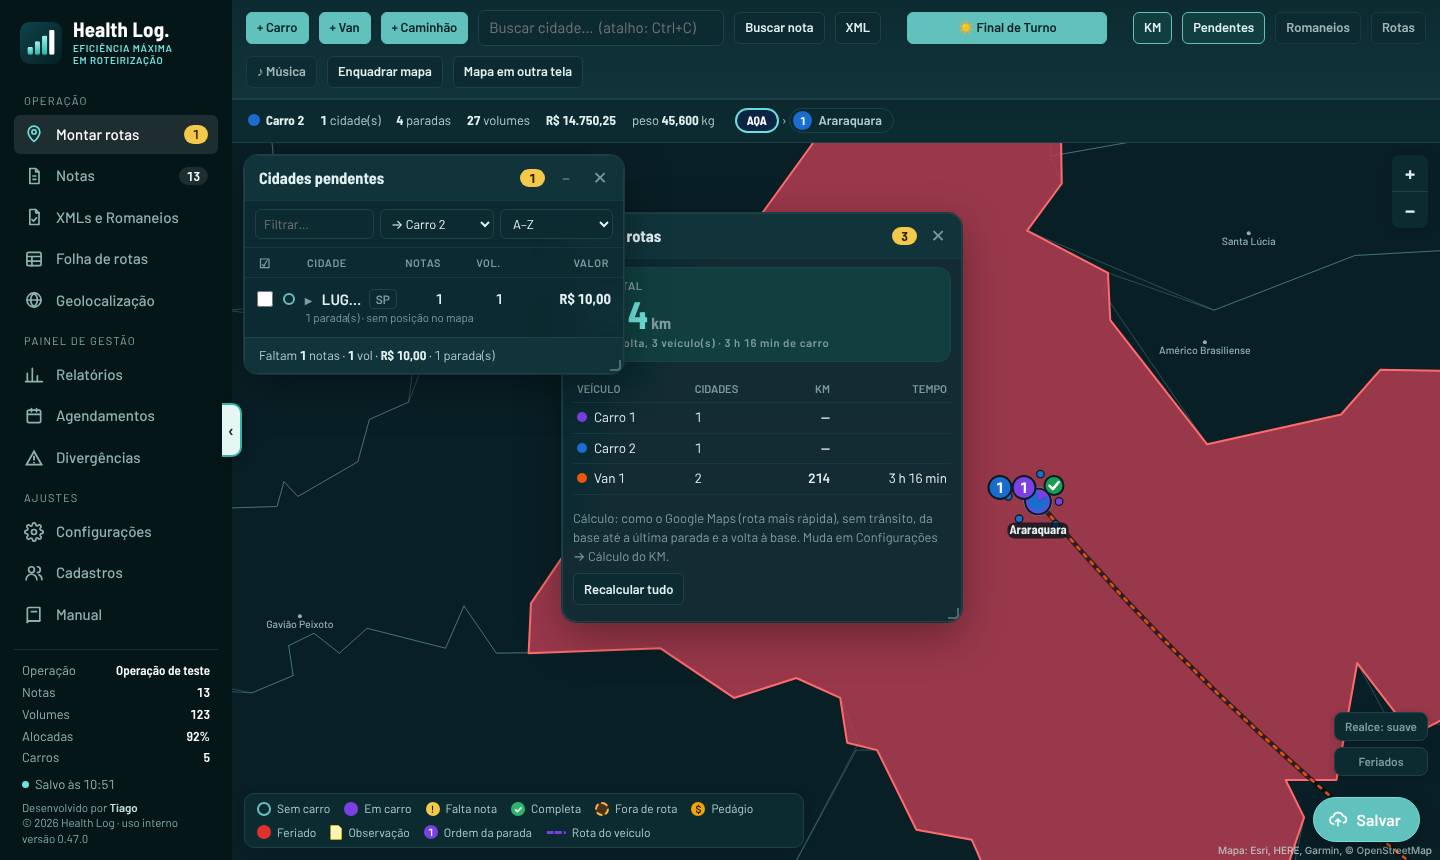 Health Log.
EFICIÊNCIA MÁXIMA
EM ROTEIRIZAÇÃO
OPERAÇÃO
Montar rotas 1
Notas 13
XMLs e Romaneios
Folha de rotas
Geolocalização
PAINEL DE GESTÃO
Relatórios
Agendamentos
Divergências
AJUSTES
Configurações
Cadastros
Manual
Operação Operação de teste
Notas 13
Volumes 123
Alocadas 92%
Carros 5
Salvo às 10:51
Desenvolvido por Tiago
© 2026 Health Log · uso interno
versão 0.47.0
‹
+ Carro + Van + Caminhão Buscar cidade... (atalho: Ctrl+C) Buscar nota XML Final de Turno KM Pendentes Romaneios Rotas
♪ Música Enquadrar mapa Mapa em outra tela
Carro 2 1 cidade(s) 4 paradas 27 volumes R$ 14.750,25 peso 45,600 kg AQA › 1 Araraquara
Cidades pendentes 1 – ✕
Filtrar... → Carro 2 A–Z
☑ CIDADE NOTAS VOL. VALOR
▸ LUG... SP 1 1 R$ 10,00
1 parada(s) · sem posição no mapa
Faltam 1 notas · 1 vol · R$ 10,00 · 1 parada(s)
rotas 3 ✕
TAL
4 km
olta, 3 veículo(s) · 3 h 16 min de carro
VEÍCULO CIDADES KM TEMPO
Carro 1 1 –
Carro 2 1 –
Van 1 2 214 3 h 16 min
Cálculo: como o Google Maps (rota mais rápida), sem trânsito, da
base até a última parada e a volta à base. Muda em Configurações
→ Cálculo do KM.
Recalcular tudo
+
−
Santa Lúcia
Américo Brasiliense
1 1
Araraquara
Gavião Peixoto
Realce: suave
Feriados
Salvar
Sem carro Em carro ! Falta nota Completa Fora de rota $ Pedágio
Feriado Observação 1 Ordem da parada Rota do veículo
Mapa: Esri, HERE, Garmin, © OpenStreetMap